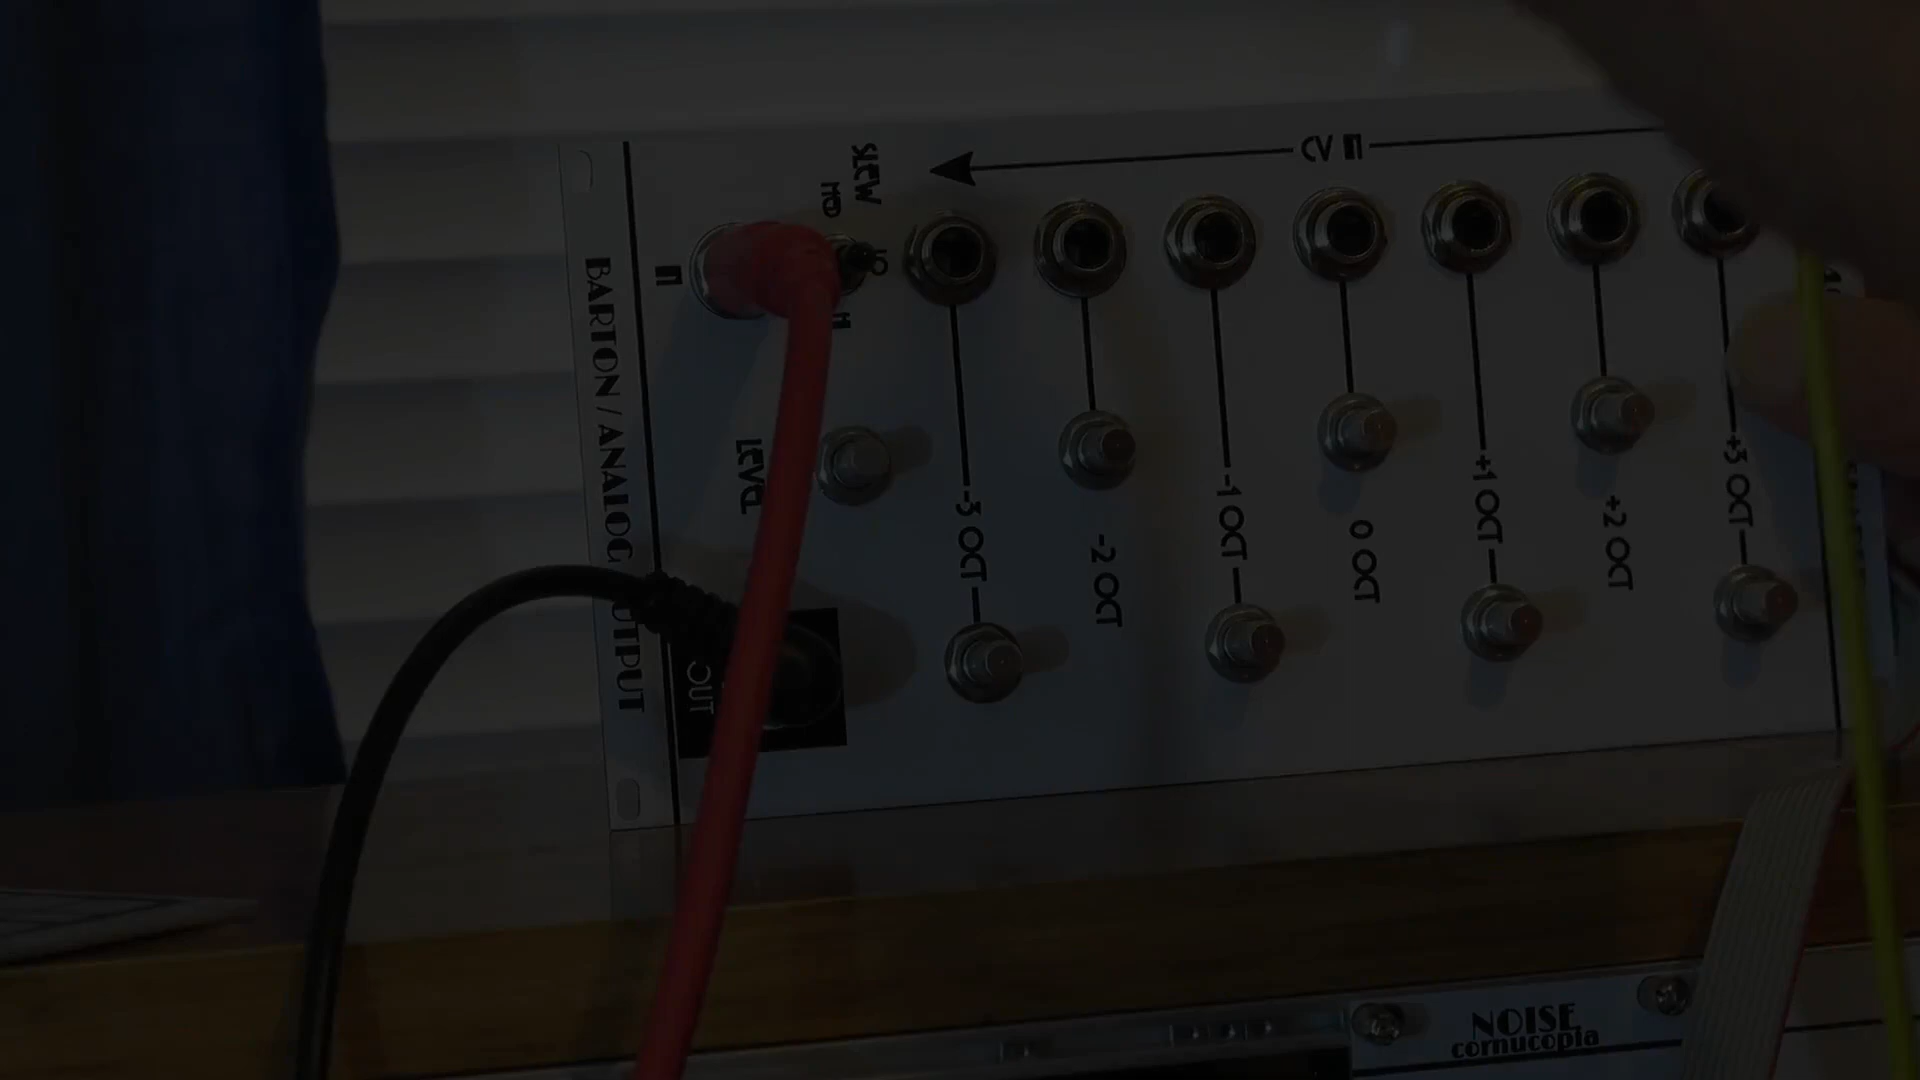 CV IN
SLEW
MED
LO
HI
IN
LEVEL
-3 OCT
-2 OCT
-1 OCT
0 OCT
+1 OCT
+2 OCT
+3 OCT
OUT
BARTON / ANALOG OUTPUT
NOISE
cornucopia